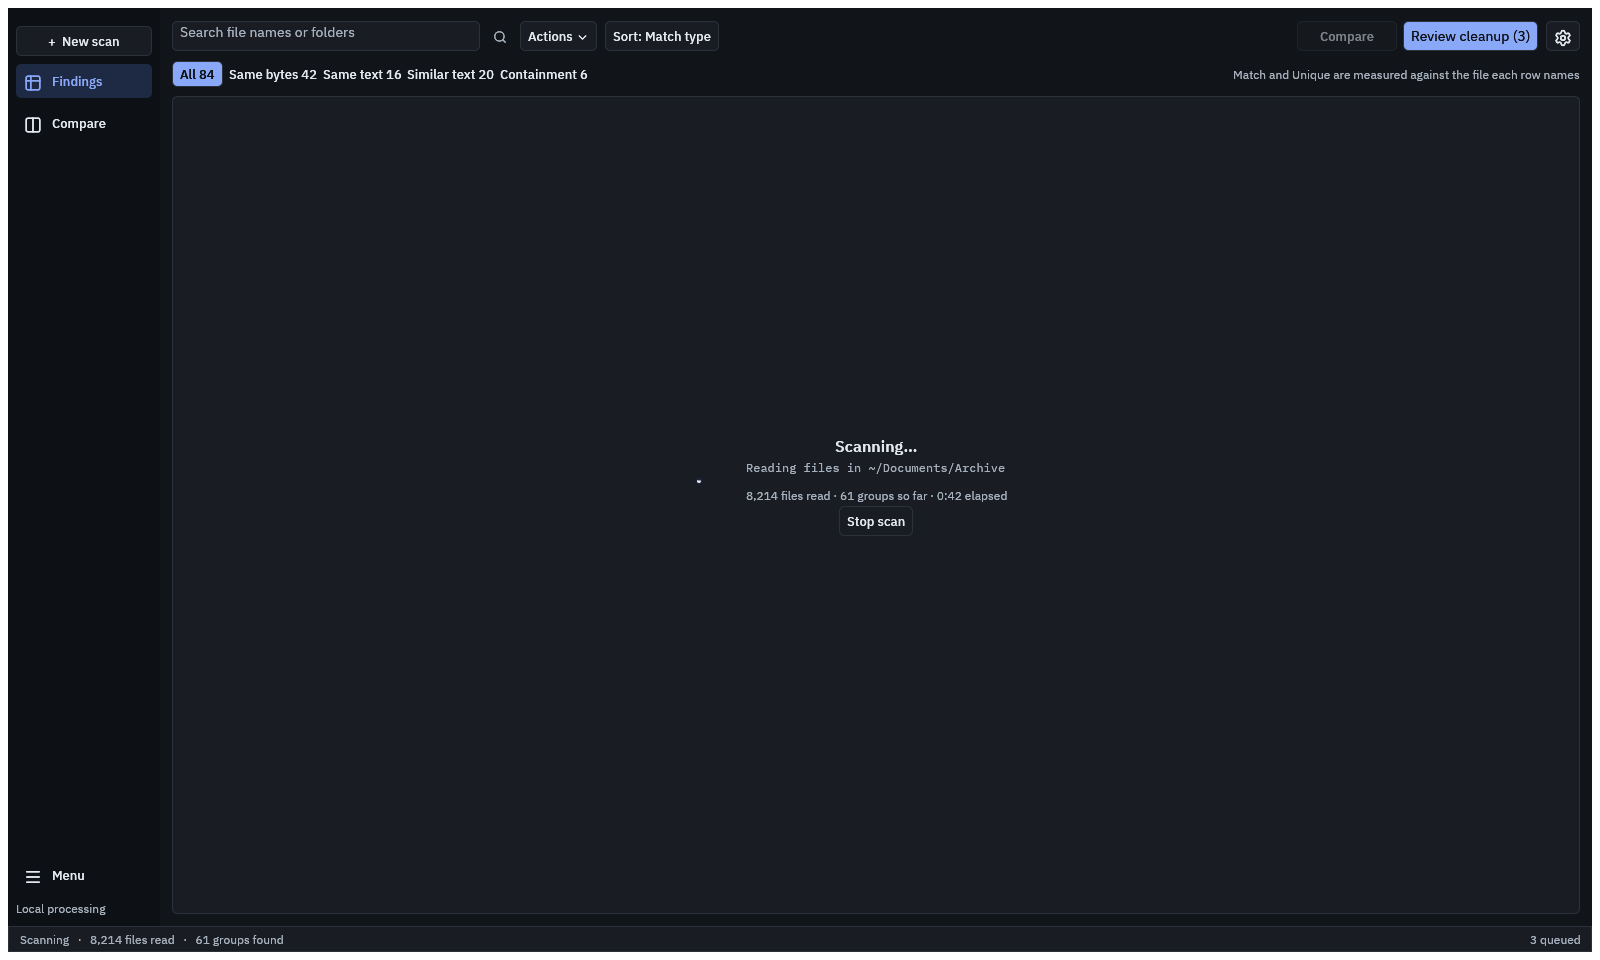 + New scan
Findings
Compare
Menu
Local processing
Search file names or folders
Actions
Sort: Match type
Compare
Review cleanup (3)
All 84 Same bytes 42 Same text 16 Similar text 20 Containment 6
Match and Unique are measured against the file each row names
Scanning...
Reading files in ~/Documents/Archive
8,214 files read · 61 groups so far · 0:42 elapsed
Stop scan
Scanning · 8,214 files read · 61 groups found
3 queued